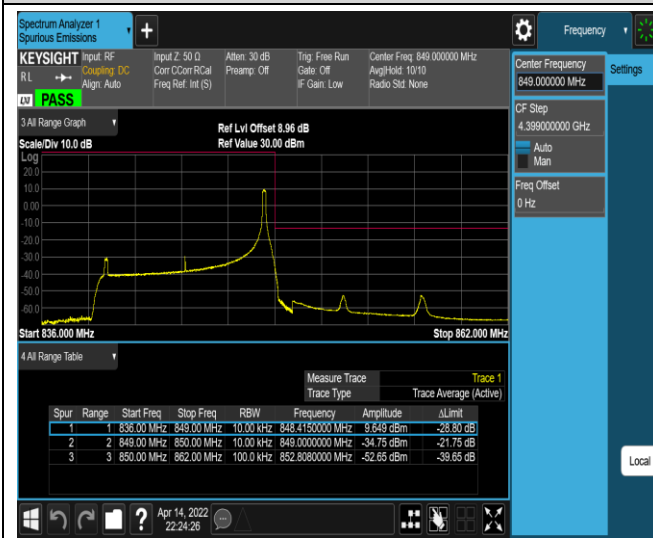 Spectrum Analyzer 1
Spurious Emissions
Frequency
KEYSIGHT Input: RF Input Z: 50 Ω Atten: 30 dB Trig: Free Run Center Freq: 849.000000 MHz
RL Coupling: DC Corr CCorr RCal Preamp: Off Gate: Off Avg|Hold: 10/10
Align: Auto Freq Ref: Int (S) IF Gain: Low Radio Std: None
LXI PASS
Center Frequency
849.000000 MHz
Settings
CF Step
4.399000000 GHz
Auto
Man
Freq Offset
0 Hz
3 All Range Graph
Ref Lvl Offset 8.96 dB
Scale/Div 10.0 dB Ref Value 30.00 dBm
Log
20.0
10.0
0.00
-10.0
-20.0
-30.0
-40.0
-50.0
-60.0
Start 836.000 MHz Stop 862.000 MHz
4 All Range Table
Measure Trace Trace 1
Trace Type Trace Average (Active)
Spur Range Start Freq Stop Freq RBW Frequency Amplitude ΔLimit
1 1 836.00 MHz 849.00 MHz 10.00 kHz 848.4150000 MHz 9.649 dBm -28.80 dB
2 2 849.00 MHz 850.00 MHz 10.00 kHz 849.0000000 MHz -34.75 dBm -21.75 dB
3 3 850.00 MHz 862.00 MHz 100.0 kHz 852.8080000 MHz -52.65 dBm -39.65 dB
Local
? Apr 14, 2022
22:24:26